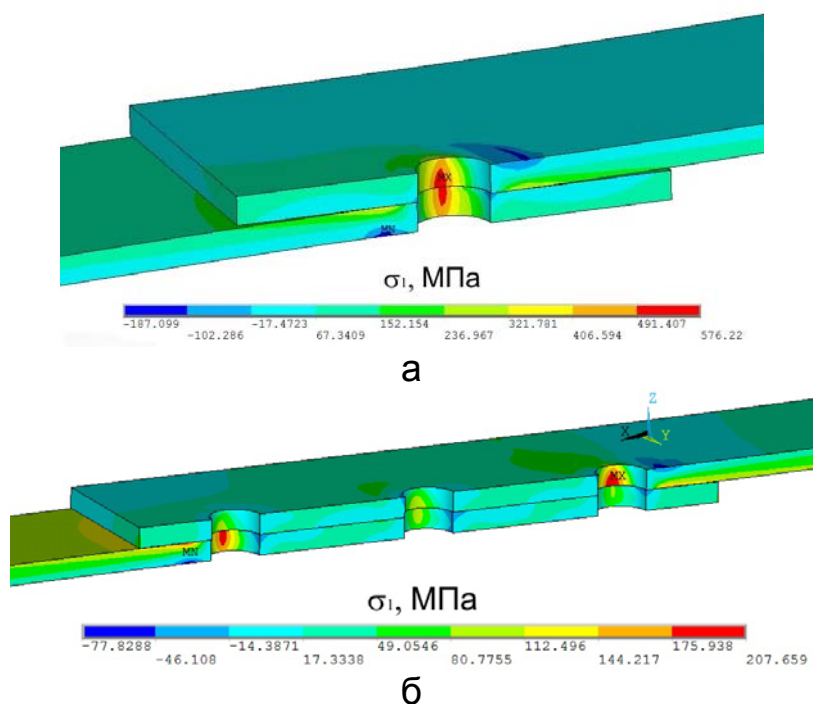 MX
MN
σ₁, МПа
-187.099 -17.4723 152.154 321.781 491.407
-102.286 67.3409 236.967 406.594 576.22
а
Z
X Y
MX
MN
σ₁, МПа
-77.8288 -14.3871 49.0546 112.496 175.938
-46.108 17.3338 80.7755 144.217 207.659
б